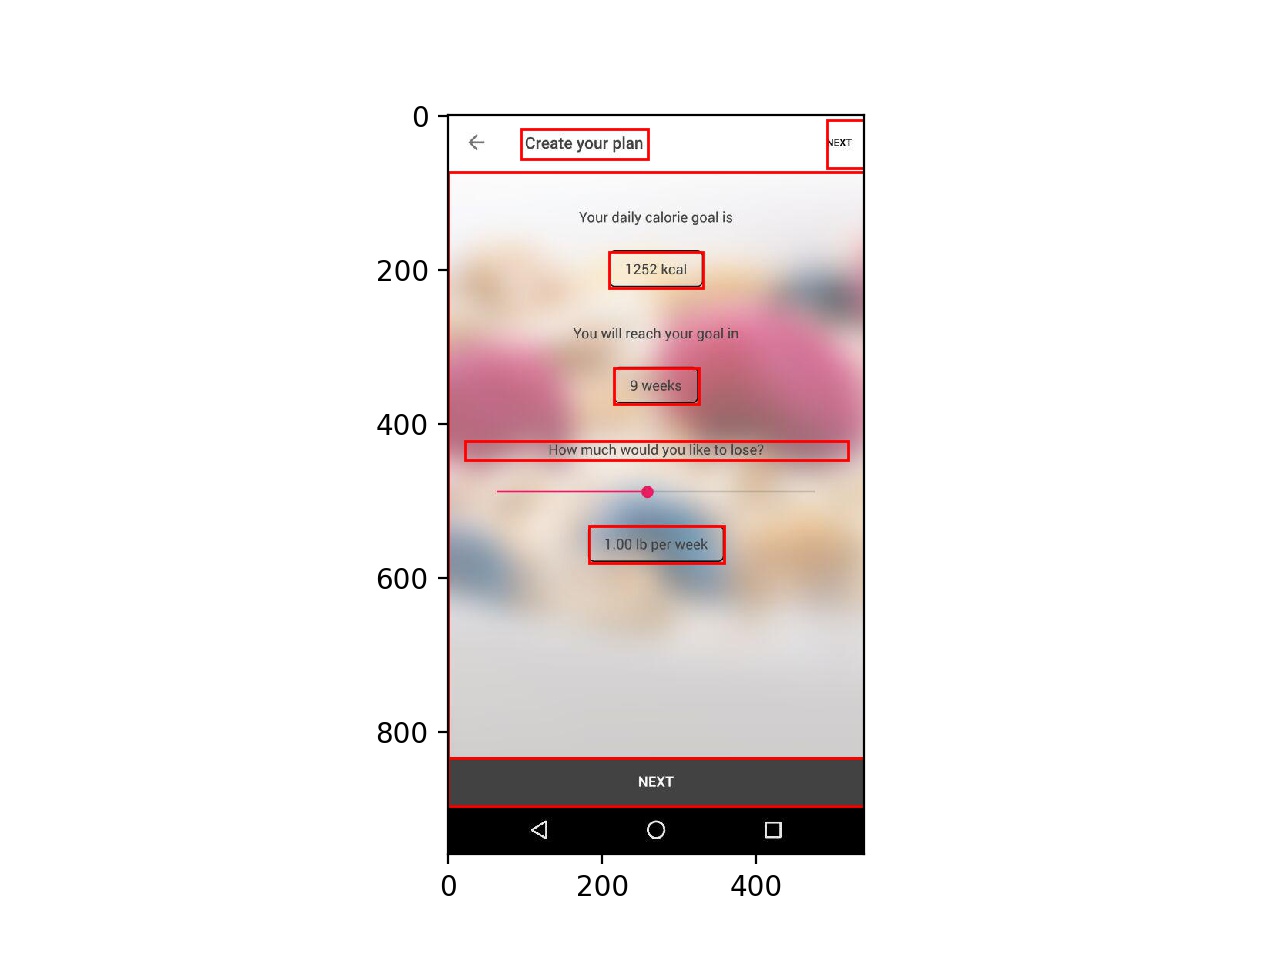 0
Create your plan
NEXT
Your daily calorie goal is
200
1252 kcal
You will reach your goal in
9 weeks
400
How much would you like to lose?
1.00 lb per week
600
800
NEXT
0
200
400